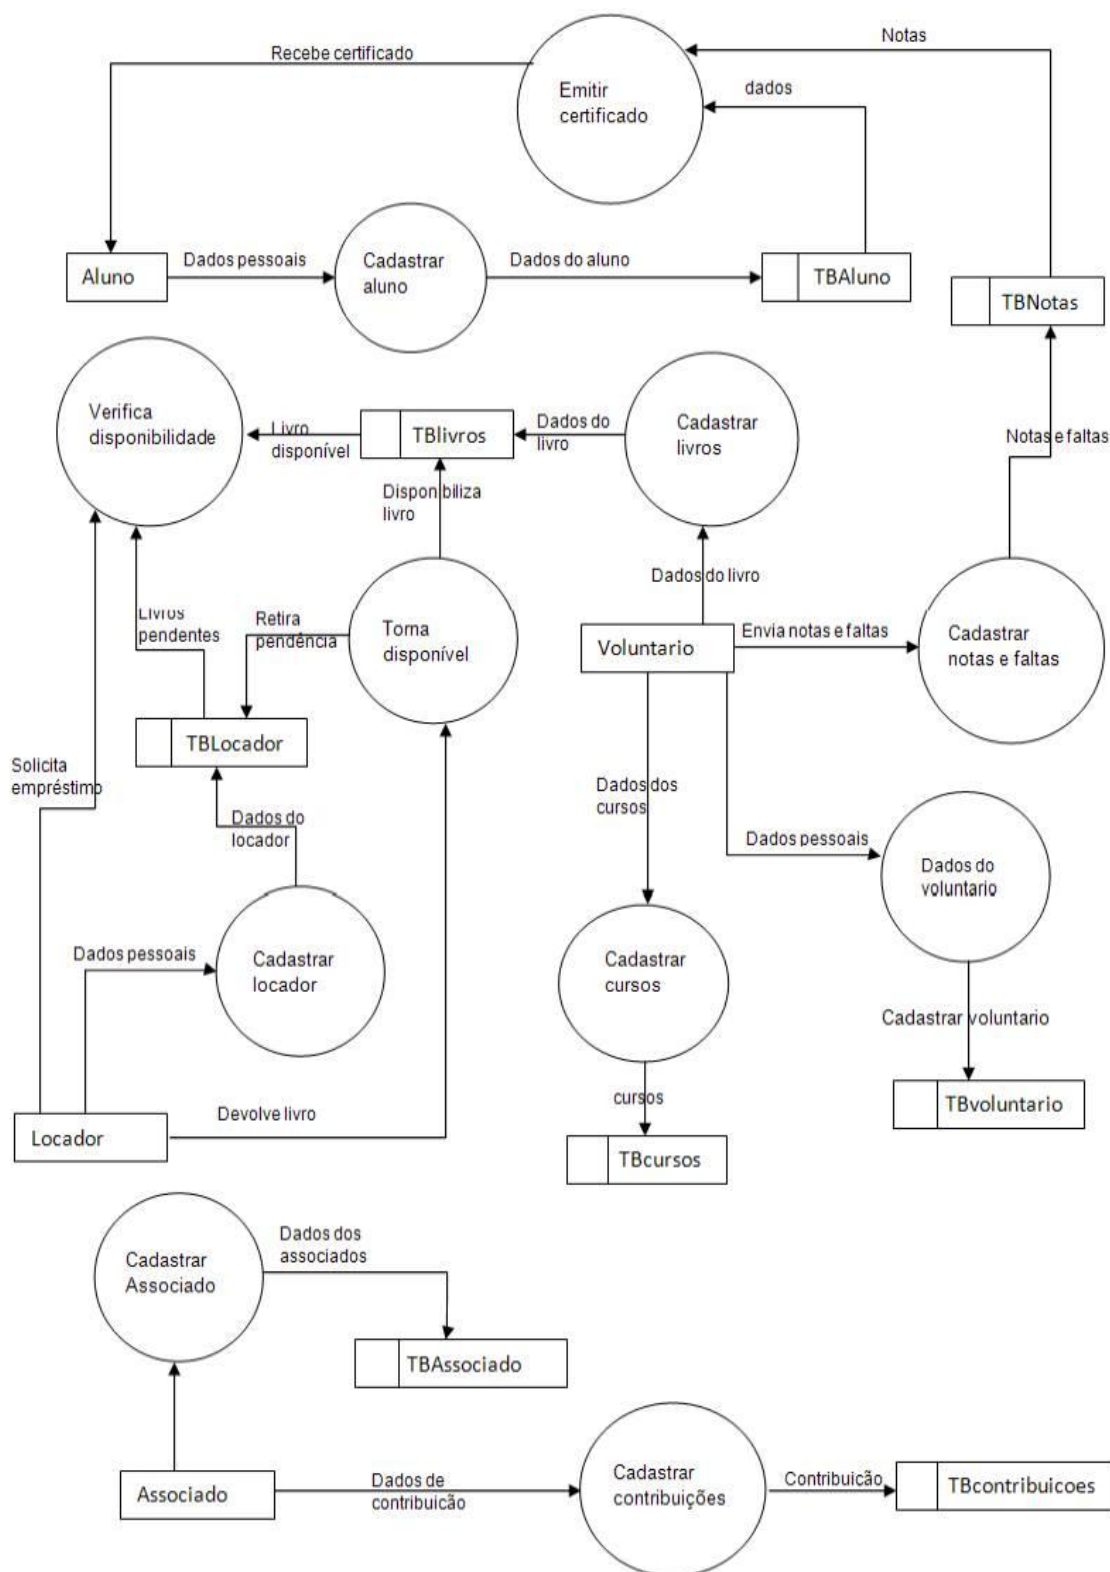 Notas
Recebe certificado
Emitir
certificado
dados
Aluno
Dados pessoais
Cadastrar
aluno
Dados do aluno
TBAluno
TBNotas
Verifica
disponibilidade
Livro
disponível
TBlivros
Dados do
livro
Cadastrar
livros
Notas e faltas
Disponibiliza
livro
Dados do livro
Livros
pendentes
Retira
pendência
Torna
disponível
Voluntario
Envia notas e faltas
Cadastrar
notas e faltas
TBLocador
Solicita
empréstimo
Dados dos
cursos
Dados do
locador
Dados pessoais
Dados do
voluntario
Dados pessoais
Cadastrar
locador
Cadastrar
cursos
Cadastrar voluntario
cursos
TBvoluntario
Devolve livro
Locador
TBcursos
Cadastrar
Associado
Dados dos
associados
TBAssociado
Associado
Dados de
contribuição
Cadastrar
contribuições
Contribuição
TBcontribuicoes